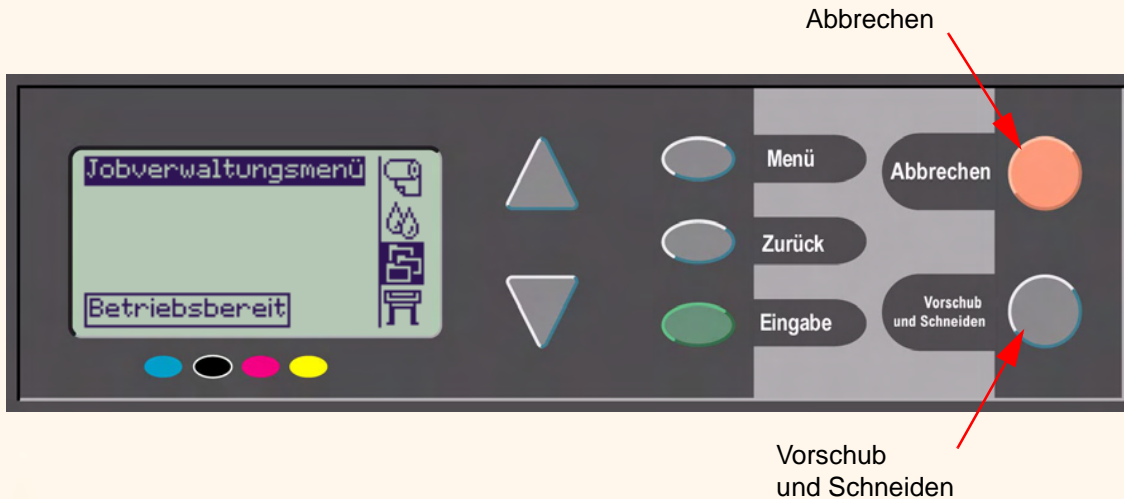 Abbrechen
Jobverwaltungsmenü
Betriebsbereit
Menü
Zurück
Eingabe
Abbrechen
Vorschub
und Schneiden
Vorschub
und Schneiden